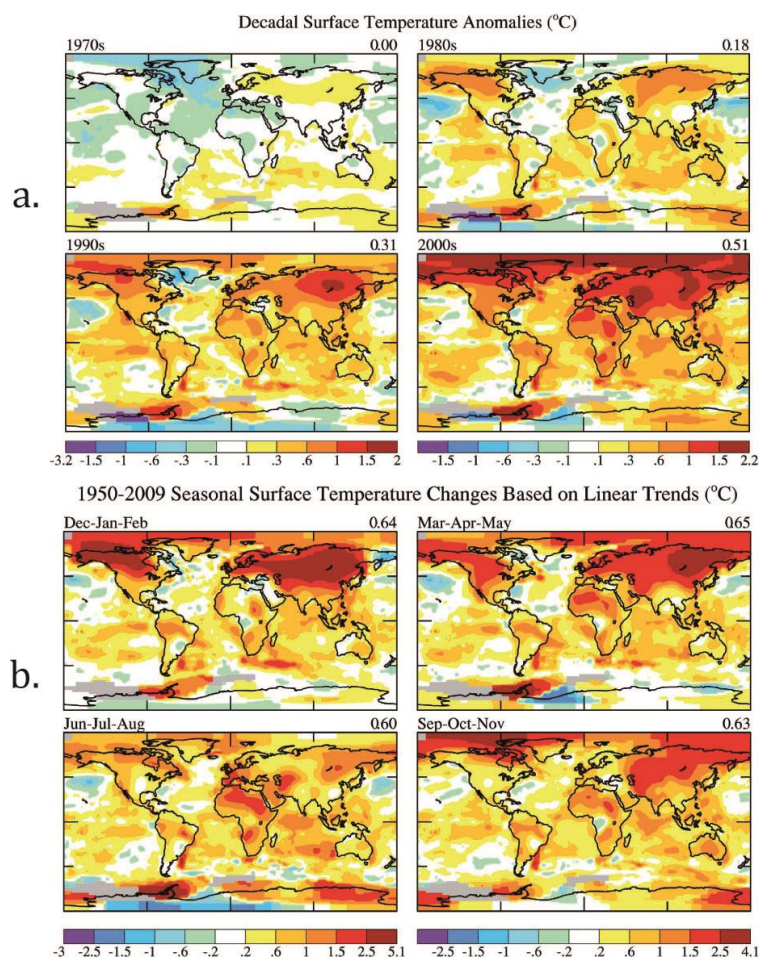 Decadal Surface Temperature Anomalies (°C)
1970s 0.00 1980s 0.18
a.
1990s 0.31 2000s 0.51
-3.2 -1.5 -1 -.6 -.3 -.1 .1 .3 .6 1 1.5 2
-1.5 -1 -.6 -.3 -.1 .1 .3 .6 1 1.5 2.2
1950-2009 Seasonal Surface Temperature Changes Based on Linear Trends (°C)
Dec-Jan-Feb 0.64 Mar-Apr-May 0.65
b.
Jun-Jul-Aug 0.60 Sep-Oct-Nov 0.63
-3 -2.5 -1.5 -1 -.6 -.2 .2 .6 1 1.5 2.5 5.1
-2.5 -1.5 -1 -.6 -.2 .2 .6 1 1.5 2.5 4.1